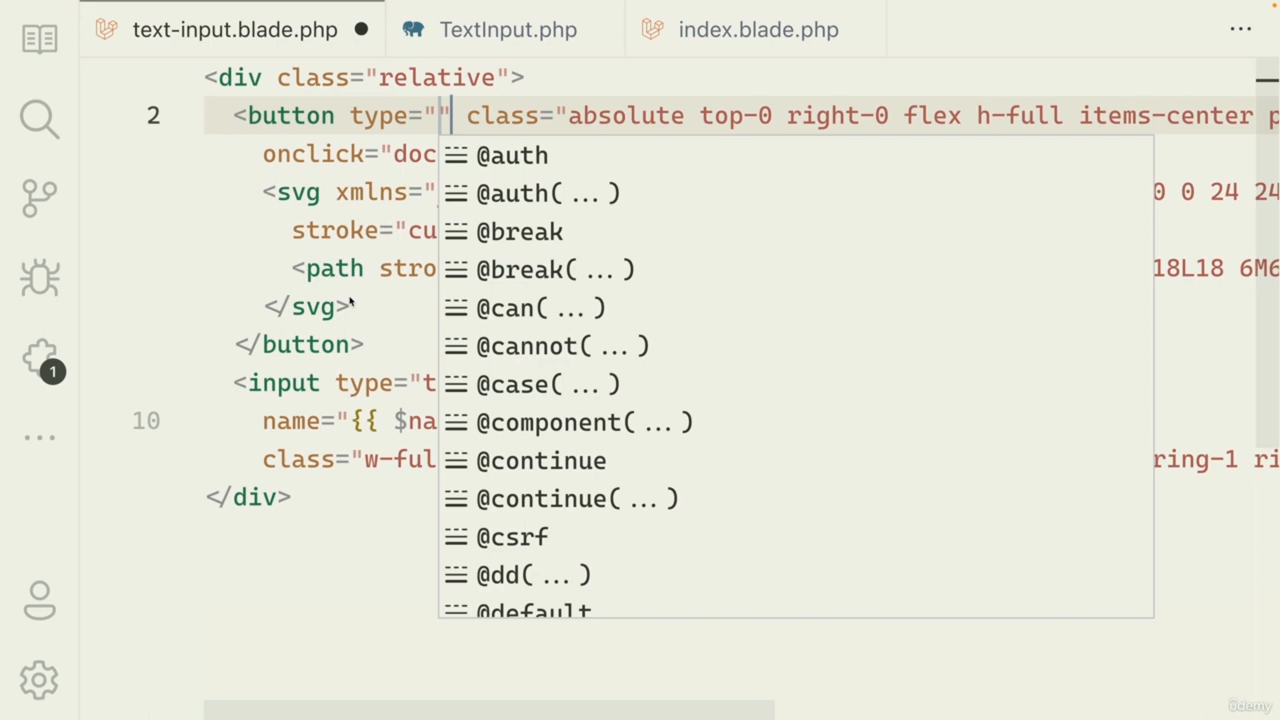 text-input.blade.php TextInput.php index.blade.php
<div class="relative">
2 <button type="" class="absolute top-0 right-0 flex h-full items-center p
onclick="doc
<svg xmlns=" 0 0 24 24
stroke="cu
<path stro 18L18 6M6
</svg>
</button>
<input type="t
10 name="{{ $na
class="w-ful ring-1 ri
</div>
@auth
@auth(...)
@break
@break(...)
@can(...)
@cannot(...)
@case(...)
@component(...)
@continue
@continue(...)
@csrf
@dd(...)
@default
1
ûdemy